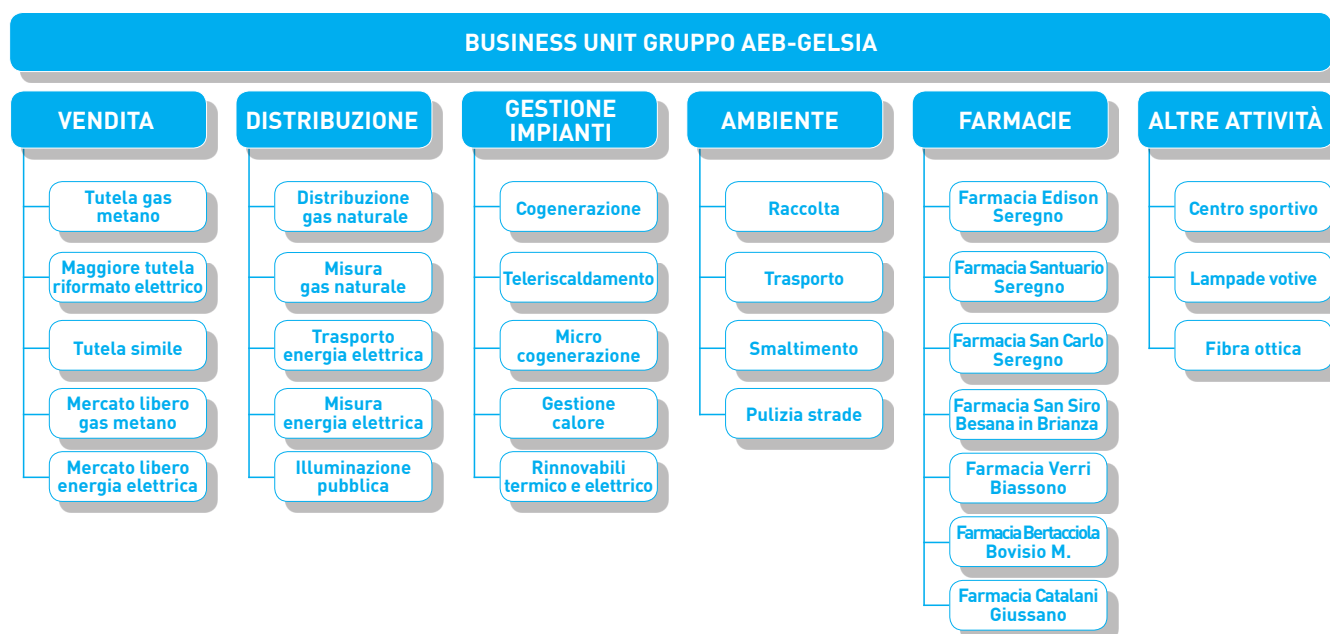 BUSINESS UNIT GRUPPO AEB-GELSIA
VENDITA
Tutela gas
metano
Maggiore tutela
riformato elettrico
Tutela simile
Mercato libero
gas metano
Mercato libero
energia elettrica
DISTRIBUZIONE
Distribuzione
gas naturale
Misura
gas naturale
Trasporto
energia elettrica
Misura
energia elettrica
Illuminazione
pubblica
GESTIONE
IMPIANTI
Cogenerazione
Teleriscaldamento
Micro
cogenerazione
Gestione
calore
Rinnovabili
termico e elettrico
AMBIENTE
Raccolta
Trasporto
Smaltimento
Pulizia strade
FARMACIE
Farmacia Edison
Seregno
Farmacia Santuario
Seregno
Farmacia San Carlo
Seregno
Farmacia San Siro
Besana in Brianza
Farmacia Verri
Biassono
Farmacia Bertacciola
Bovisio M.
Farmacia Catalani
Giussano
ALTRE ATTIVITÀ
Centro sportivo
Lampade votive
Fibra ottica